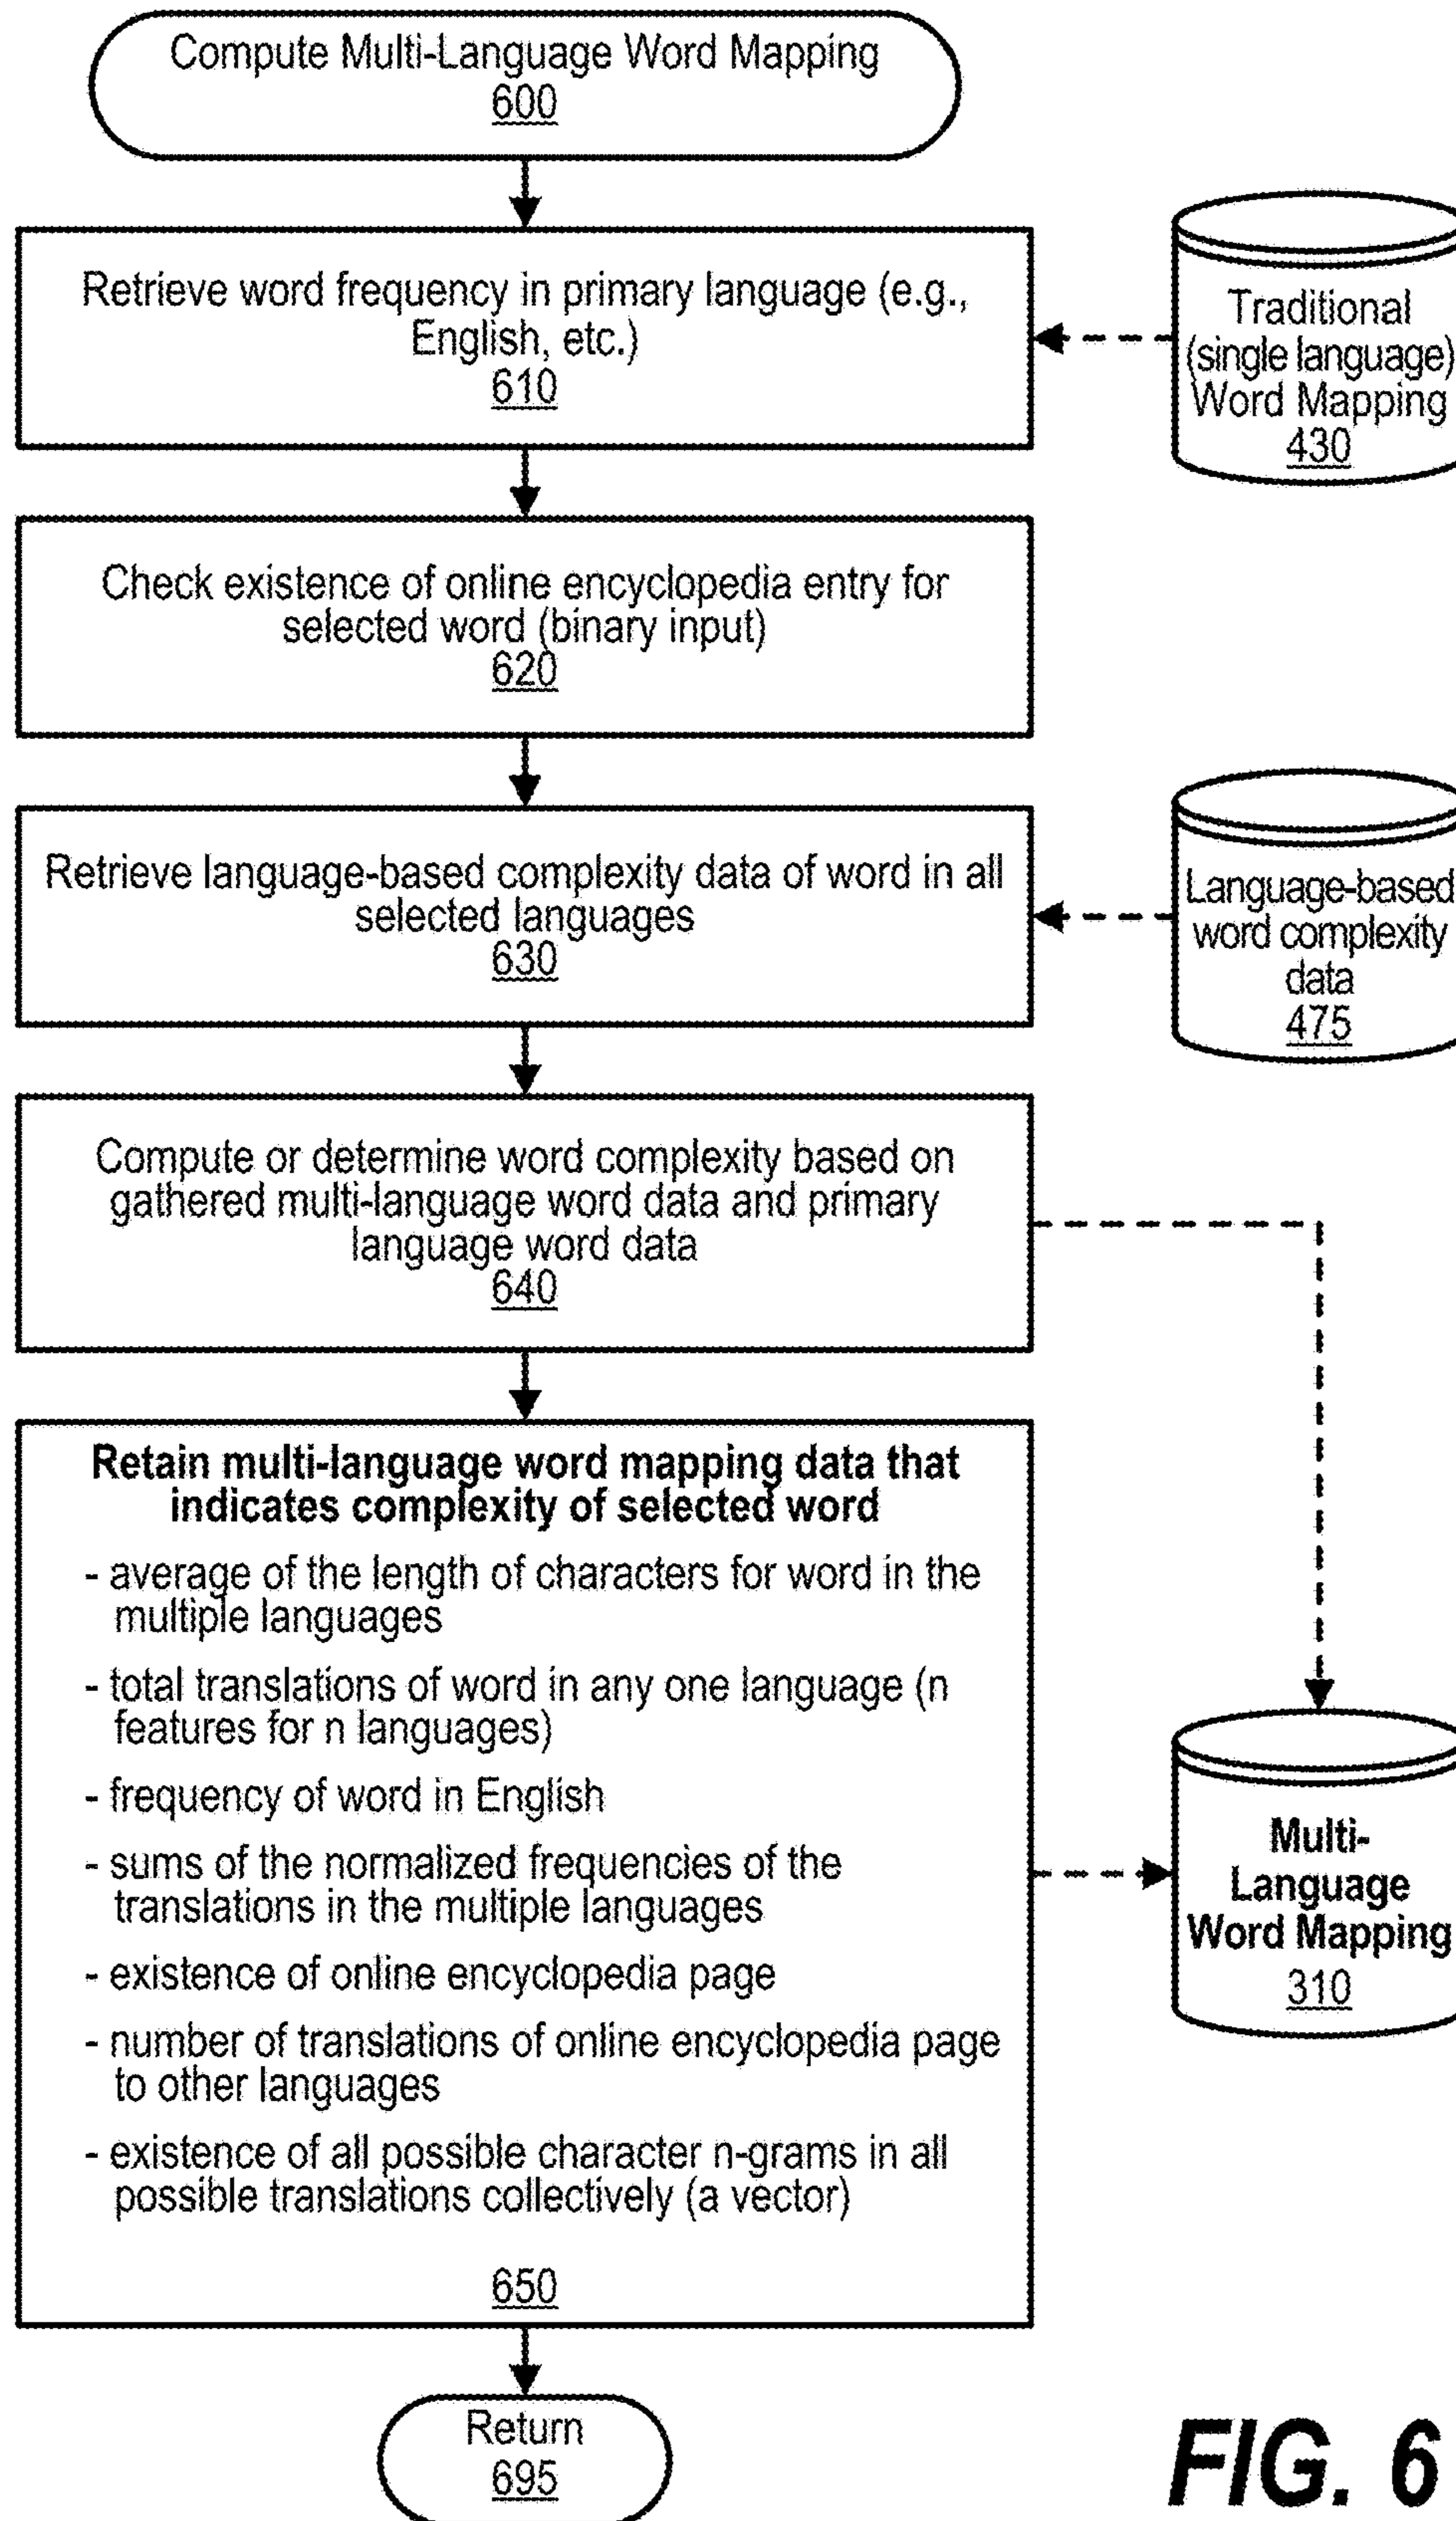 Compute Multi-Language Word Mapping
600
Retrieve word frequency in primary language (e.g.,
English, etc.)
610
Traditional
(single language)
Word Mapping
430
Check existence of online encyclopedia entry for
selected word (binary input)
620
Retrieve language-based complexity data of word in all
selected languages
630
Language-based
word complexity
data
475
Compute or determine word complexity based on
gathered multi-language word data and primary
language word data
640
Retain multi-language word mapping data that
indicates complexity of selected word
- average of the length of characters for word in the
multiple languages
- total translations of word in any one language (n
features for n languages)
- frequency of word in English
- sums of the normalized frequencies of the
translations in the multiple languages
- existence of online encyclopedia page
- number of translations of online encyclopedia page
to other languages
- existence of all possible character n-grams in all
possible translations collectively (a vector)
650
Multi-
Language
Word Mapping
310
Return
695
FIG. 6